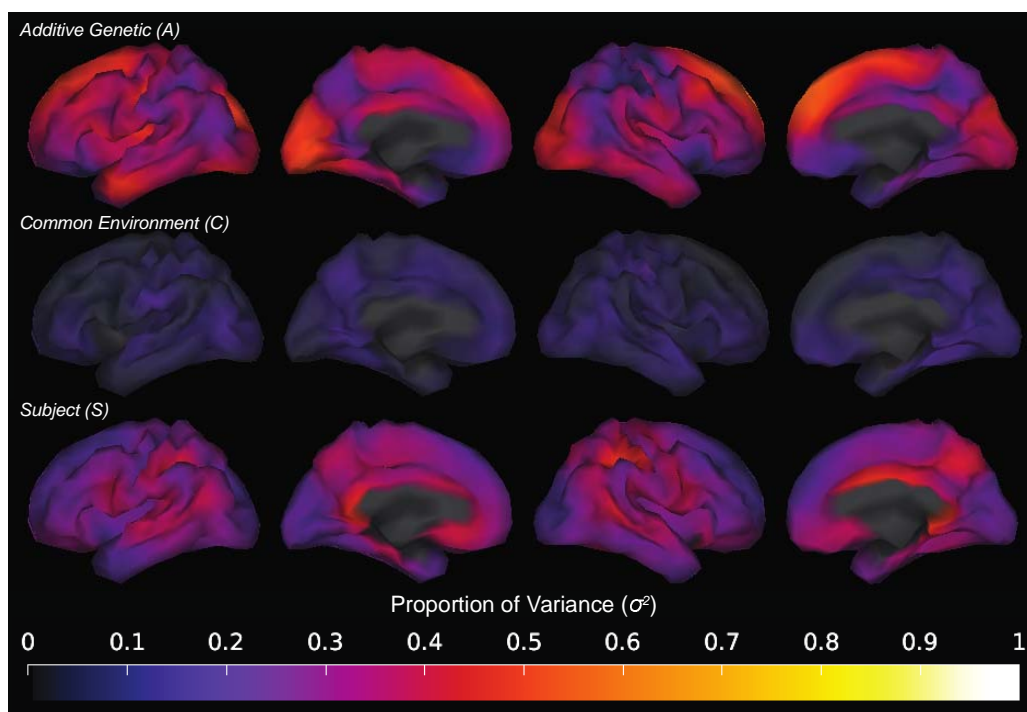 Additive Genetic (A)
Common Environment (C)
Subject (S)
Proportion of Variance (σ²)
0 0.1 0.2 0.3 0.4 0.5 0.6 0.7 0.8 0.9 1